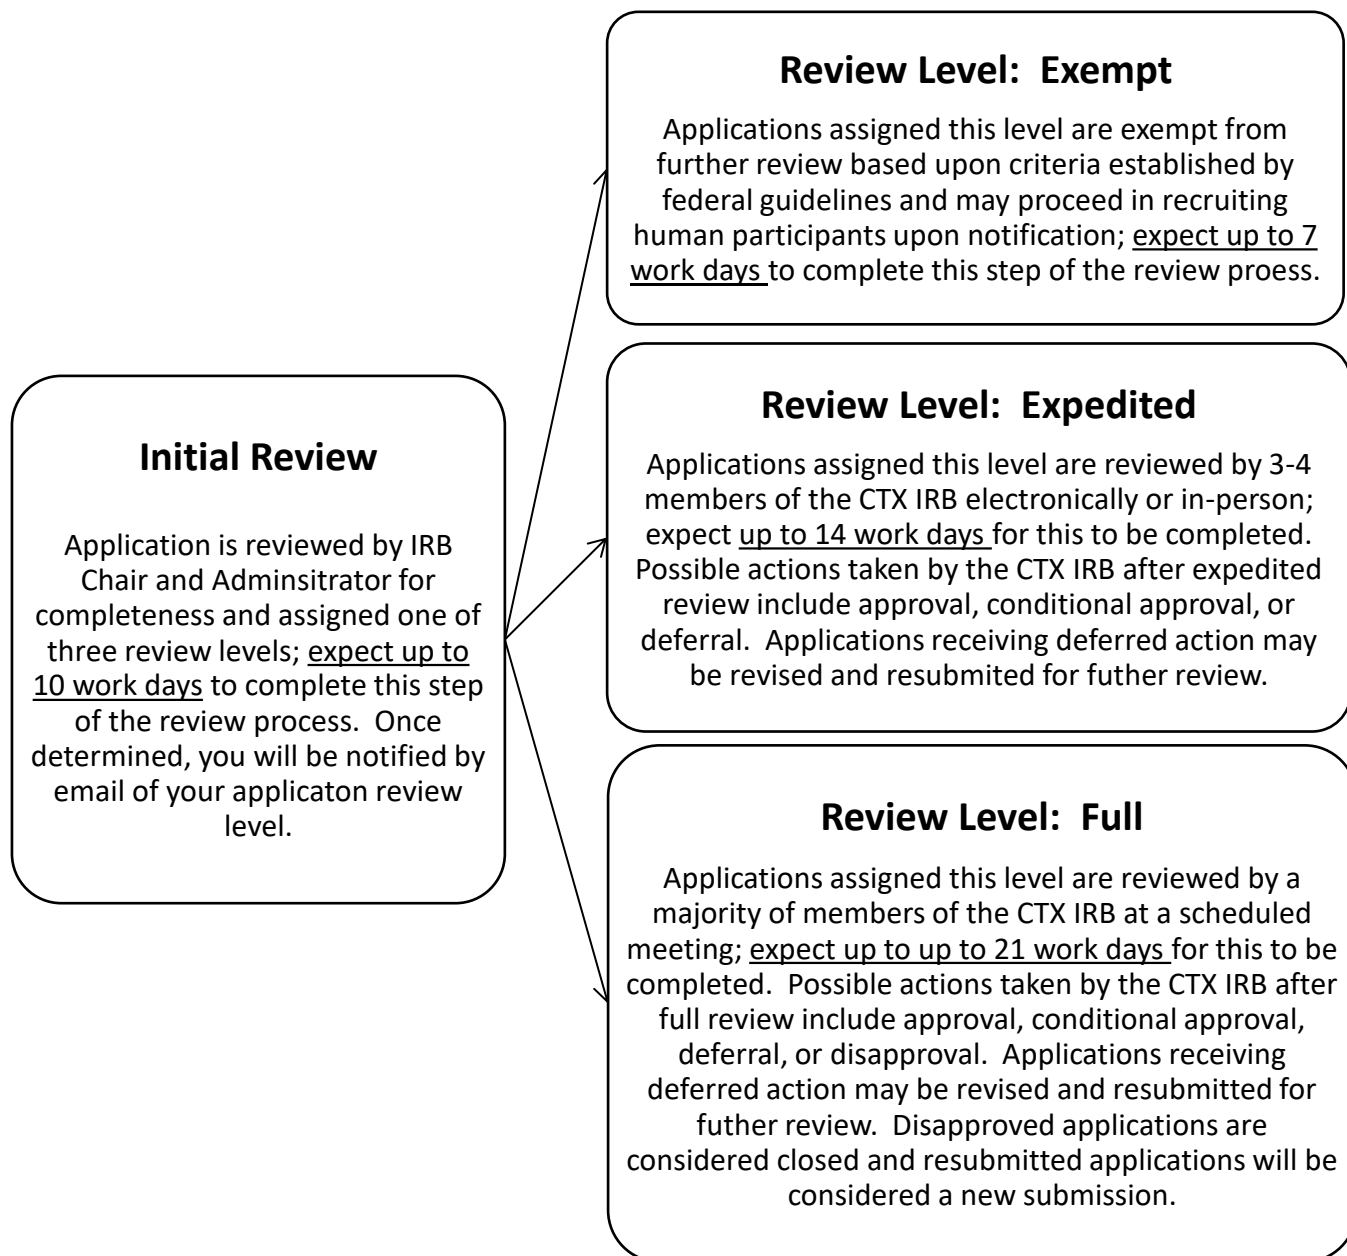 Initial Review
Application is reviewed by IRB
Chair and Adminsitrator for
completeness and assigned one of
three review levels; expect up to
10 work days to complete this step
of the review process.  Once
determined, you will be notified by
email of your applicaton review
level.
Review Level:  Exempt
Applications assigned this level are exempt from
further review based upon criteria established by
federal guidelines and may proceed in recruiting
human participants upon notification; expect up to 7
work days to complete this step of the review proess.
Review Level:  Expedited
Applications assigned this level are reviewed by 3-4
members of the CTX IRB electronically or in-person;
expect up to 14 work days for this to be completed.
Possible actions taken by the CTX IRB after expedited
review include approval, conditional approval, or
deferral.  Applications receiving deferred action may
be revised and resubmited for futher review.
Review Level:  Full
Applications assigned this level are reviewed by a
majority of members of the CTX IRB at a scheduled
meeting; expect up to up to 21 work days for this to be
completed.  Possible actions taken by the CTX IRB after
full review include approval, conditional approval,
deferral, or disapproval.  Applications receiving
deferred action may be revised and resubmitted for
futher review.  Disapproved applications are
considered closed and resubmitted applications will be
considered a new submission.